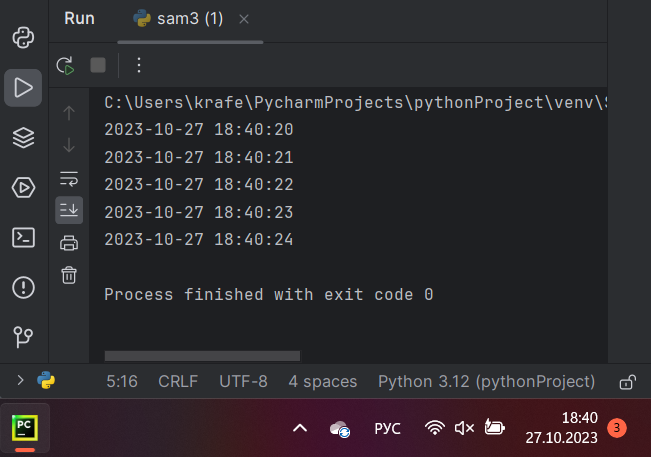 Run
sam3 (1)
C:\Users\krafe\PycharmProjects\pythonProject\venv\S
2023-10-27 18:40:20
2023-10-27 18:40:21
2023-10-27 18:40:22
2023-10-27 18:40:23
2023-10-27 18:40:24
Process finished with exit code 0
5:16 CRLF UTF-8 4 spaces Python 3.12 (pythonProject)
PC
РУС
18:40
27.10.2023
3